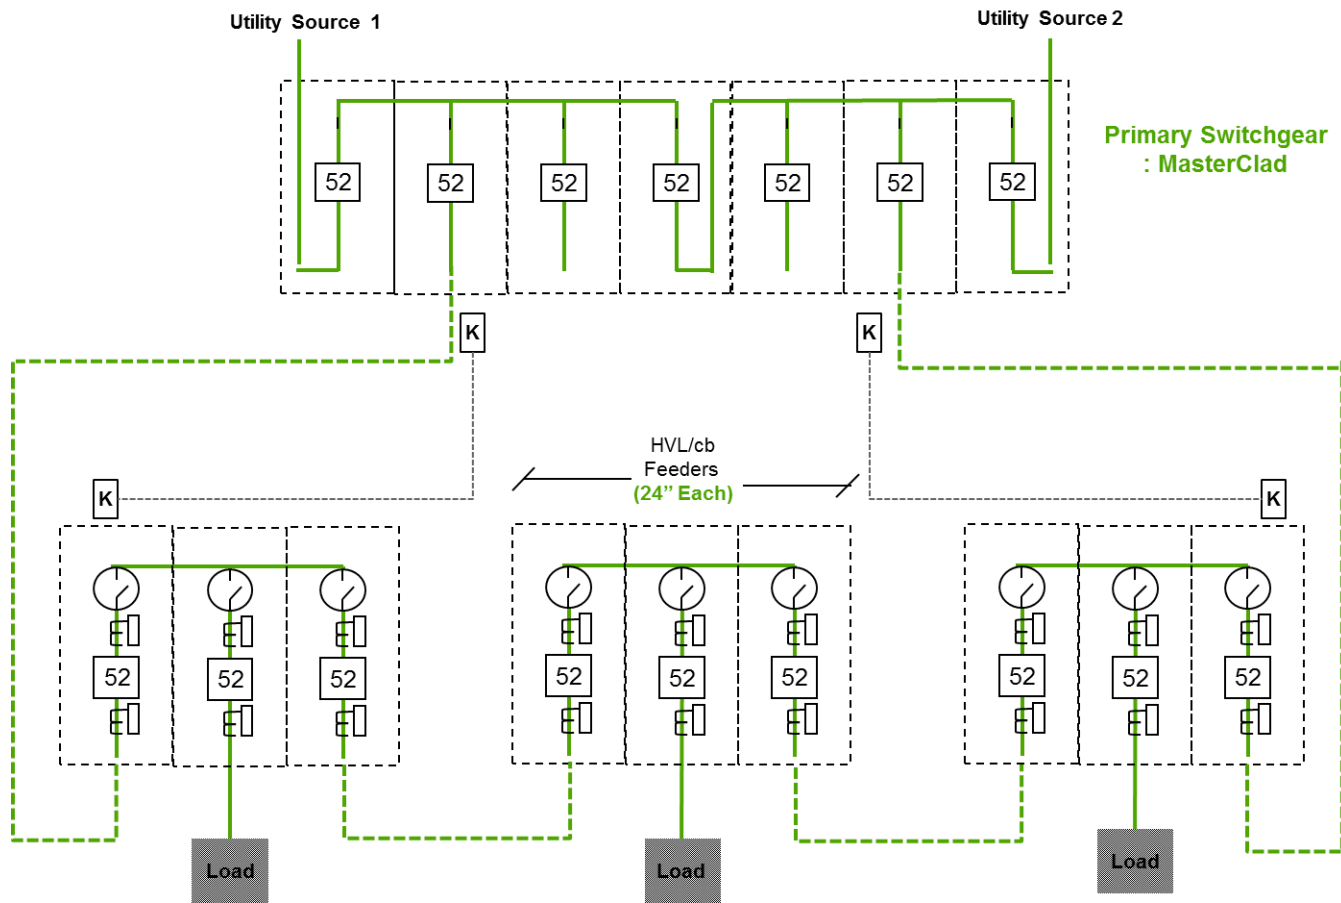 Utility Source 1
Utility Source 2
Primary Switchgear
: MasterClad
52
52
52
52
52
52
52
K
K
HVL/cb
Feeders
(24” Each)
K
K
52
52
52
52
52
52
52
52
52
Load
Load
Load